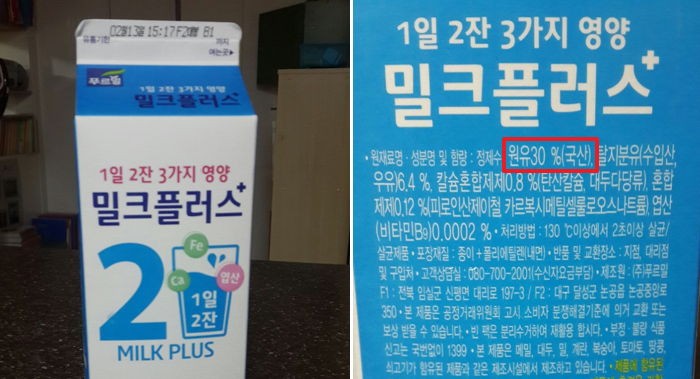 02월13일 15:17F2 B1
유통기한 까지
여는곳
푸르밀
1일 2잔 3가지 영양
밀크플러스+
1일 2잔 3가지 영양
밀크플러스+
2
Fe
Ca
엽산
1일
2잔
MILK PLUS
1일 2잔 3가지 영양
밀크플러스+
• 원재료명·성분명 및 함량 : 정제수, 원유30 %(국산), 탈지분유(수입산,
우유)6.4 %, 칼슘혼합제제0.8 %(탄산칼슘, 대두다당류), 혼합
제제0.12 %(피로인산제이철, 카르복시메틸셀룰로오스나트륨), 엽산
(비타민B9)0.0002 % • 처리방법 : 130 ℃이상에서 2초이상 살균/
살균제품 • 포장재질 : 종이+폴리에틸렌(내면) • 반품 및 교환장소 : 지점, 대리점
및 구입처 • 고객상담실 : 080-700-2001(수신자요금부담) • 제조원 : (주)푸르밀
F1 : 전북 임실군 신평면 대리로 197-3 / F2 : 대구 달성군 논공읍 논공중앙로
350 • 본 제품은 공정거래위원회 고시 소비자 분쟁해결기준에 의거 교환 또는
보상 받을 수 있습니다. • 빈 팩은 분리수거하여 재활용 합시다. • 부정·불량 식품
신고는 국번없이 1399 • 본 제품은 메밀, 대두, 밀, 게란, 복숭아, 토마토, 땅콩,
쇠고기가 함유된 제품과 같은 제조시설에서 제조하고 있습니다. • 제품에 함유된